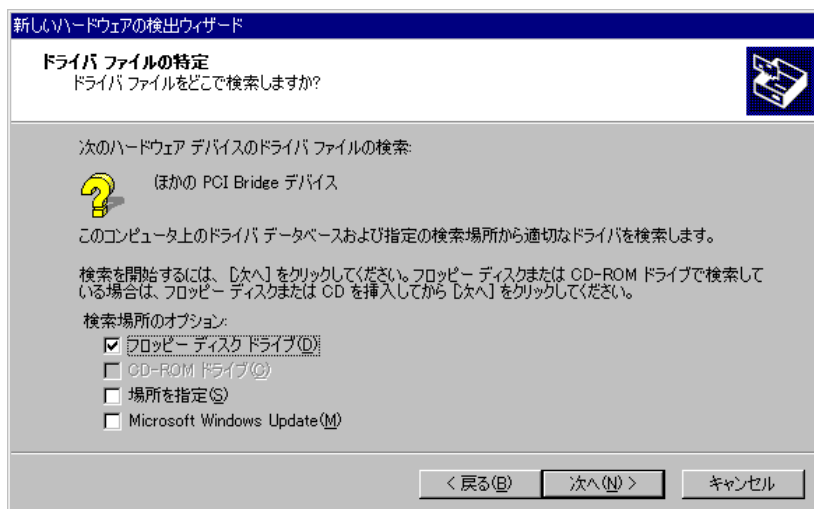 新しいハードウェアの検出ウィザード
ドライバ ファイルの特定
ドライバ ファイルをどこで検索しますか?
次のハードウェア デバイスのドライバ ファイルの検索:
ほかの PCI Bridge デバイス
このコンピュータ上のドライバ データベースおよび指定の検索場所から適切なドライバを検索します。
検索を開始するには、[次へ] をクリックしてください。フロッピー ディスクまたは CD-ROM ドライブで検索して
いる場合は、フロッピー ディスクまたは CD を挿入してから [次へ] をクリックしてください。
検索場所のオプション:
フロッピー ディスク ドライブ(D)
CD-ROM ドライブ(C)
場所を指定(S)
Microsoft Windows Update(M)
< 戻る(B) 次へ(N) > キャンセル